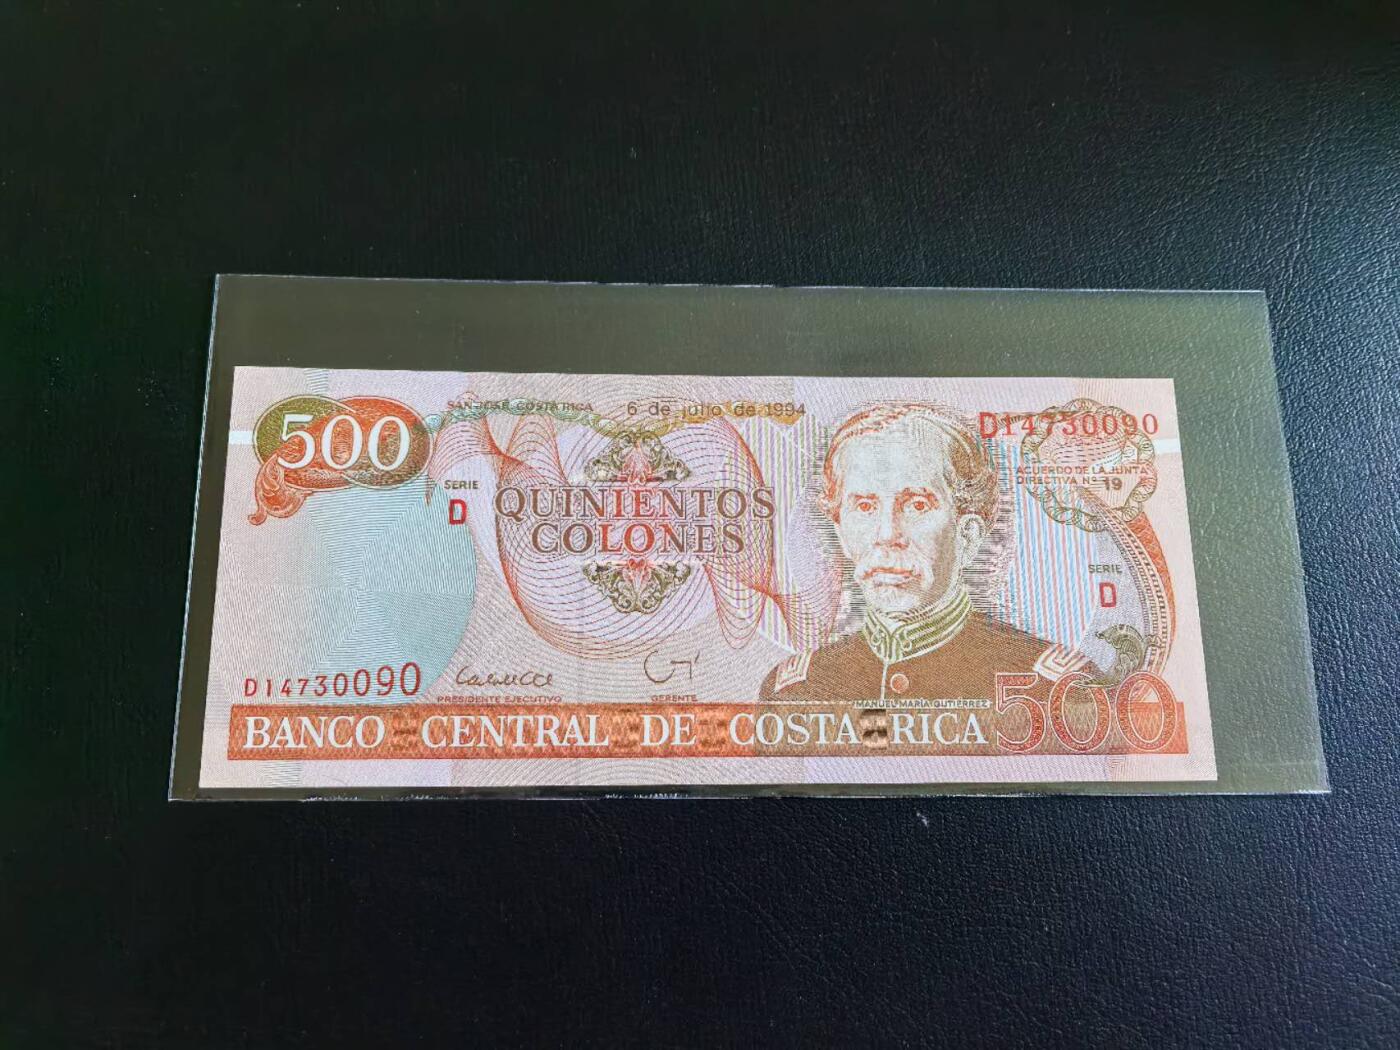 500
SAN JOSE, COSTA RICA
6 de julio de 1994
D14730090
ACUERDO DE LA JUNTA
DIRECTIVA Nº 19
SERIE
D
QUINIENTOS
COLONES
SERIE
D
D14730090
PRESIDENTE EJECUTIVO
GERENTE
MANUEL MARIA GUTIERREZ
500
BANCO CENTRAL DE COSTA RICA